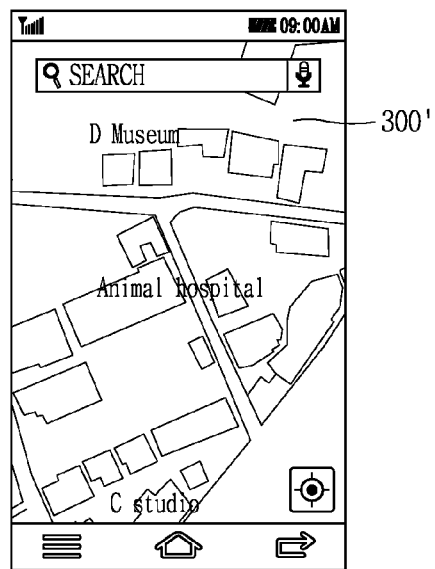 09:00AM
SEARCH
D Museum
300'
Animal hospital
C studio